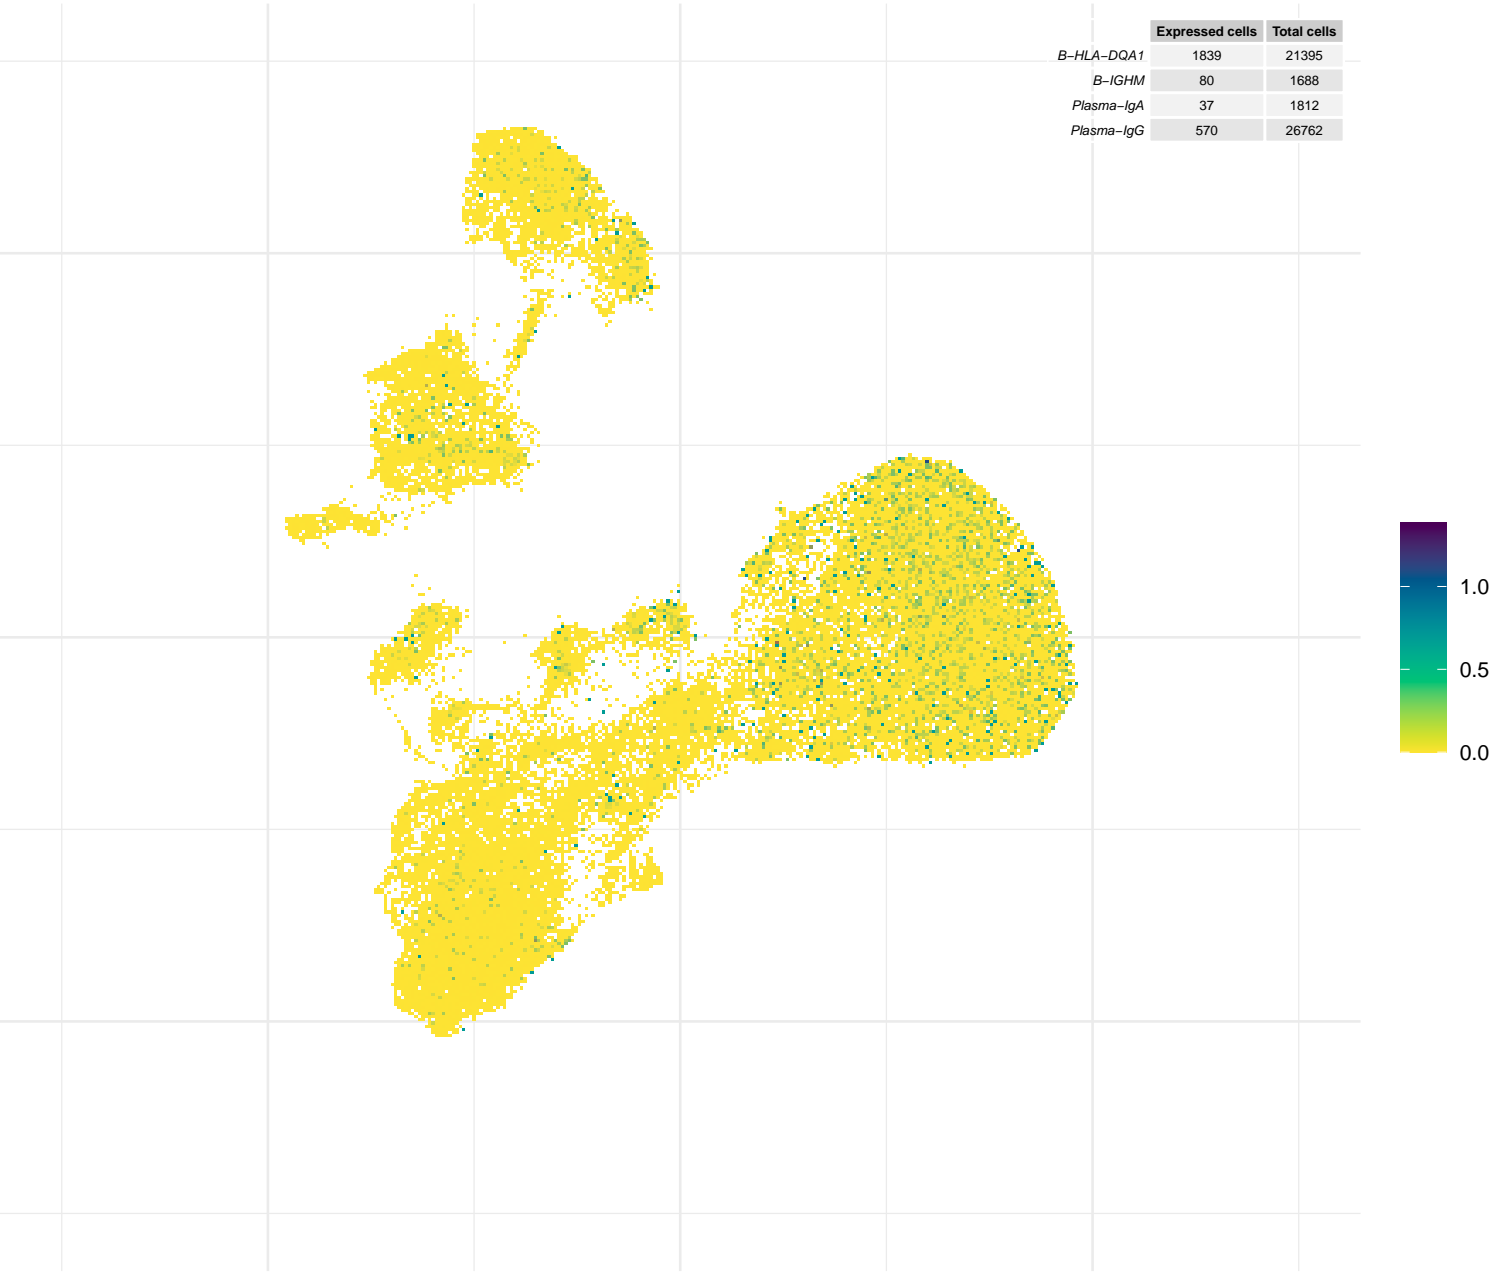 Expressed cells Total cells
B−HLA−DQA1 1839 21395
B−IGHM 80 1688
Plasma−IgA 37 1812
Plasma−IgG 570 26762
1.0
0.5
0.0